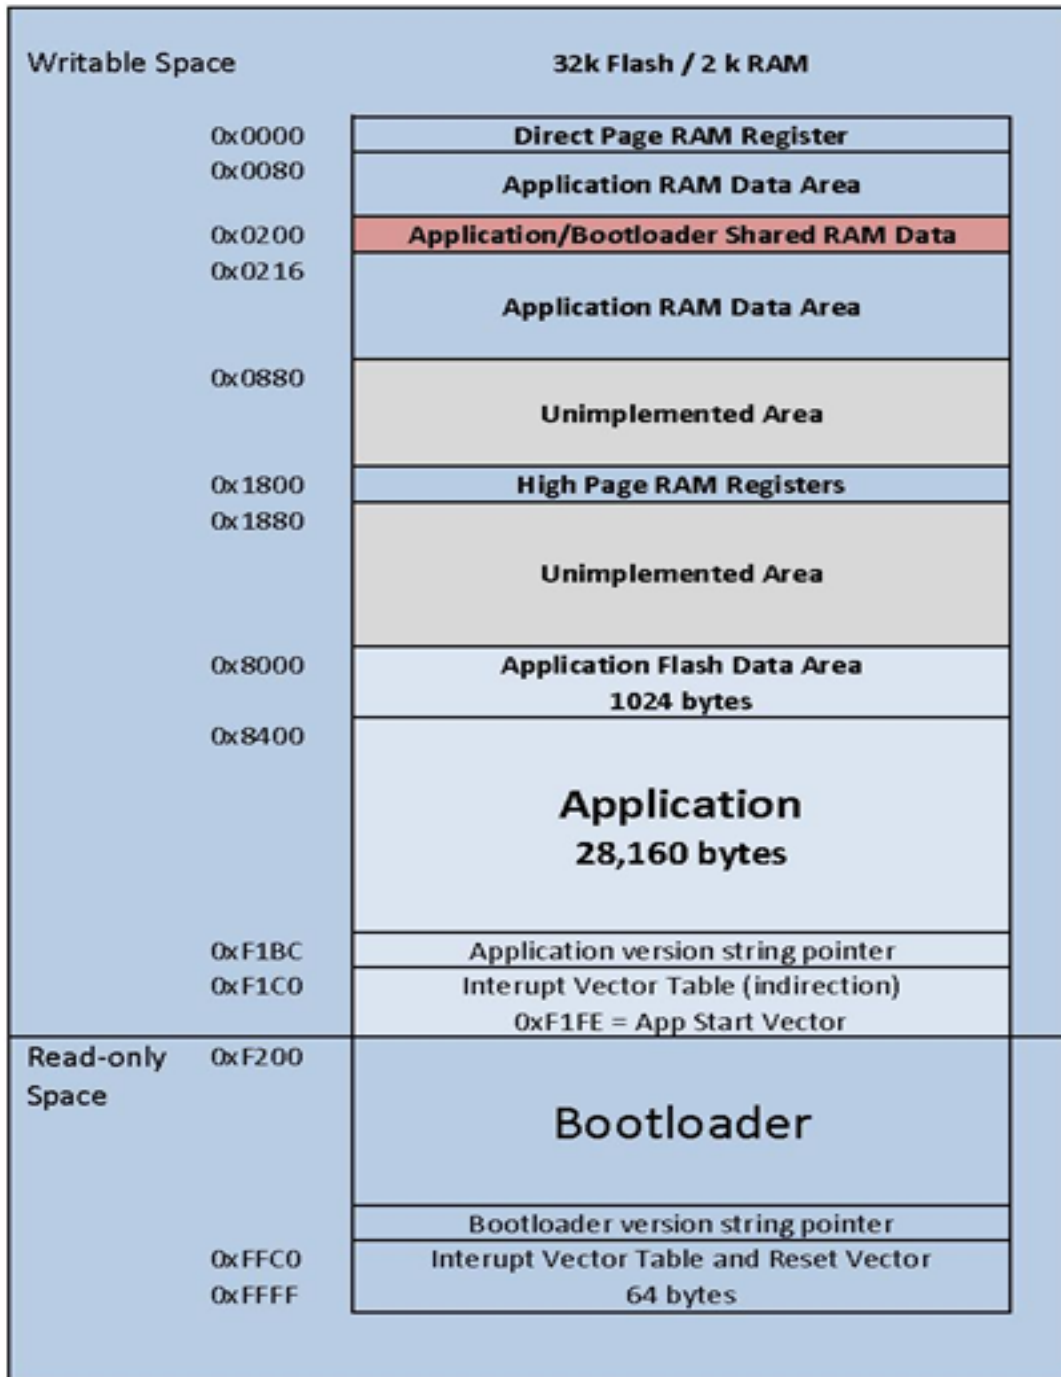 Writable Space 32k Flash / 2 k RAM
0x0000 Direct Page RAM Register
0x0080
Application RAM Data Area
0x0200 Application/Bootloader Shared RAM Data
0x0216
Application RAM Data Area
0x0880
Unimplemented Area
0x1800 High Page RAM Registers
0x1880
Unimplemented Area
0x8000 Application Flash Data Area
1024 bytes
0x8400
Application
28,160 bytes
0xF1BC Application version string pointer
0xF1C0 Interupt Vector Table (indirection)
0xF1FE = App Start Vector
Read-only 0xF200
Space
Bootloader
Bootloader version string pointer
0xFFC0 Interupt Vector Table and Reset Vector
0xFFFF 64 bytes